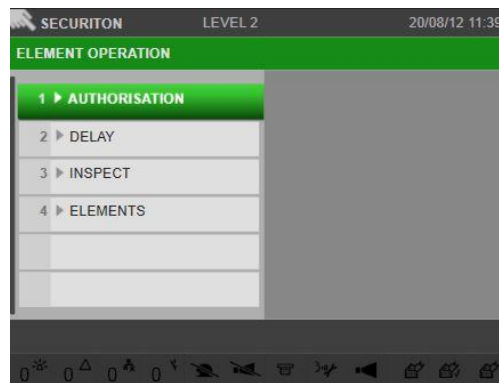 SECURITON LEVEL 2 20/08/12 11:39
ELEMENT OPERATION
1 AUTHORISATION
2 DELAY
3 INSPECT
4 ELEMENTS
0 0 0 0